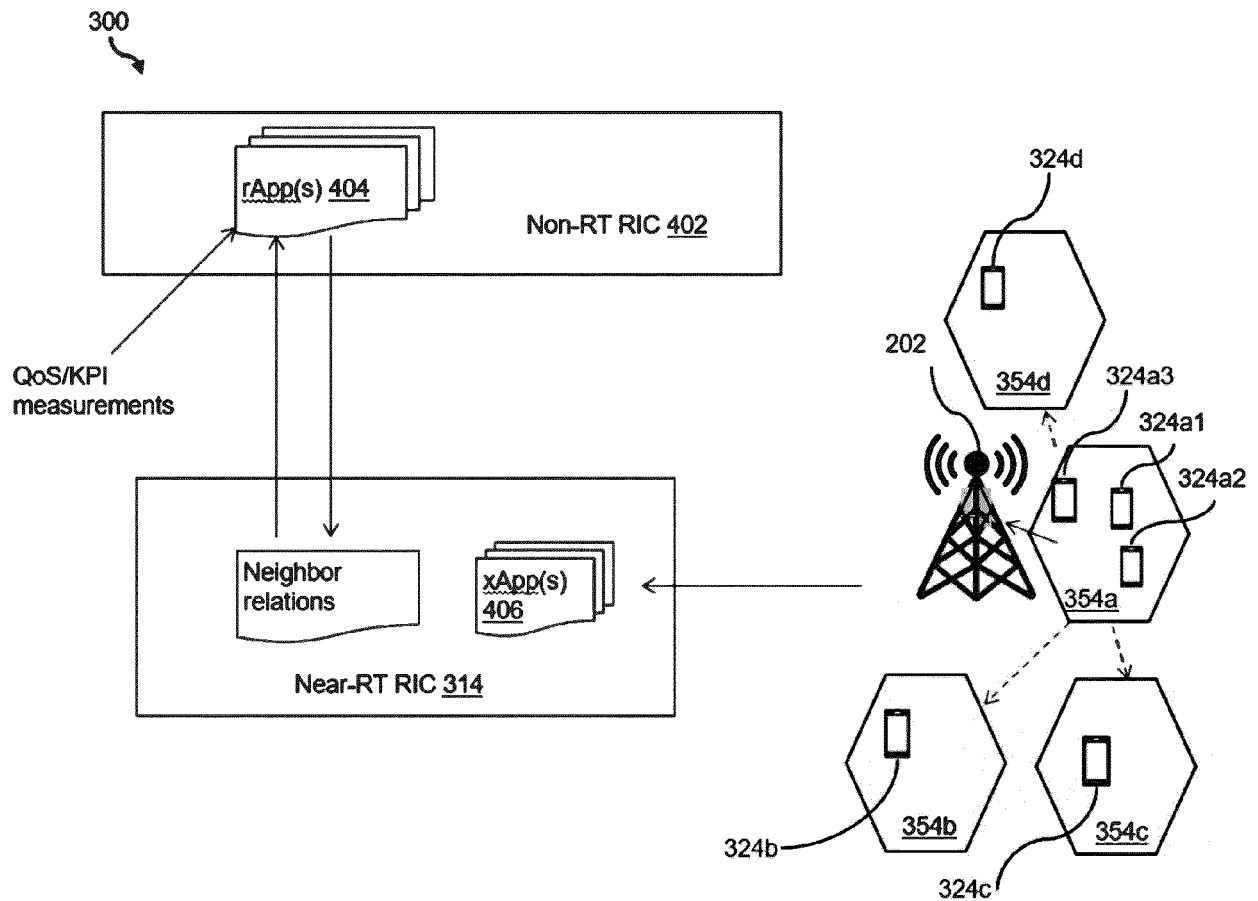 300
rApp(s) 404
Non-RT RIC 402
QoS/KPI
measurements
324d
202
354d
324a3
324a1
324a2
354a
Neighbor
relations
xApp(s)
406
Near-RT RIC 314
354b
354c
324b
324c